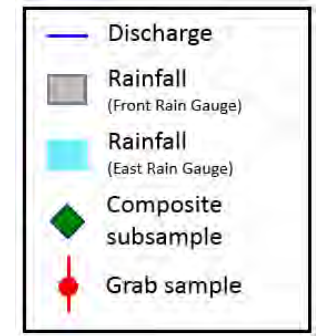 Discharge
Rainfall
(Front Rain Gauge)
Rainfall
(East Rain Gauge)
Composite
subsample
Grab sample